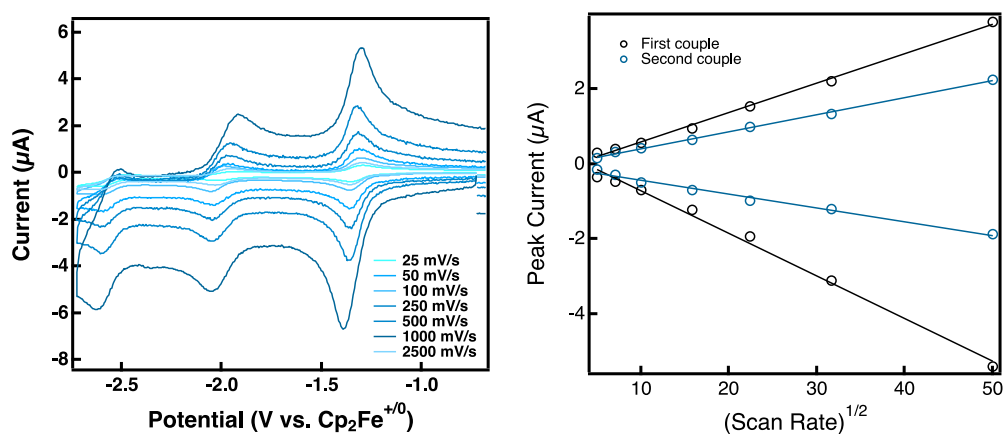 6
4
2
0
-2
-4
-6
-8
Current (µA)
-2.5
-2.0
-1.5
-1.0
Potential (V vs. Cp2Fe+/0)
25 mV/s
50 mV/s
100 mV/s
250 mV/s
500 mV/s
1000 mV/s
2500 mV/s
First couple
Second couple
2
0
-2
-4
Peak Current (µA)
10
20
30
40
50
(Scan Rate)1/2